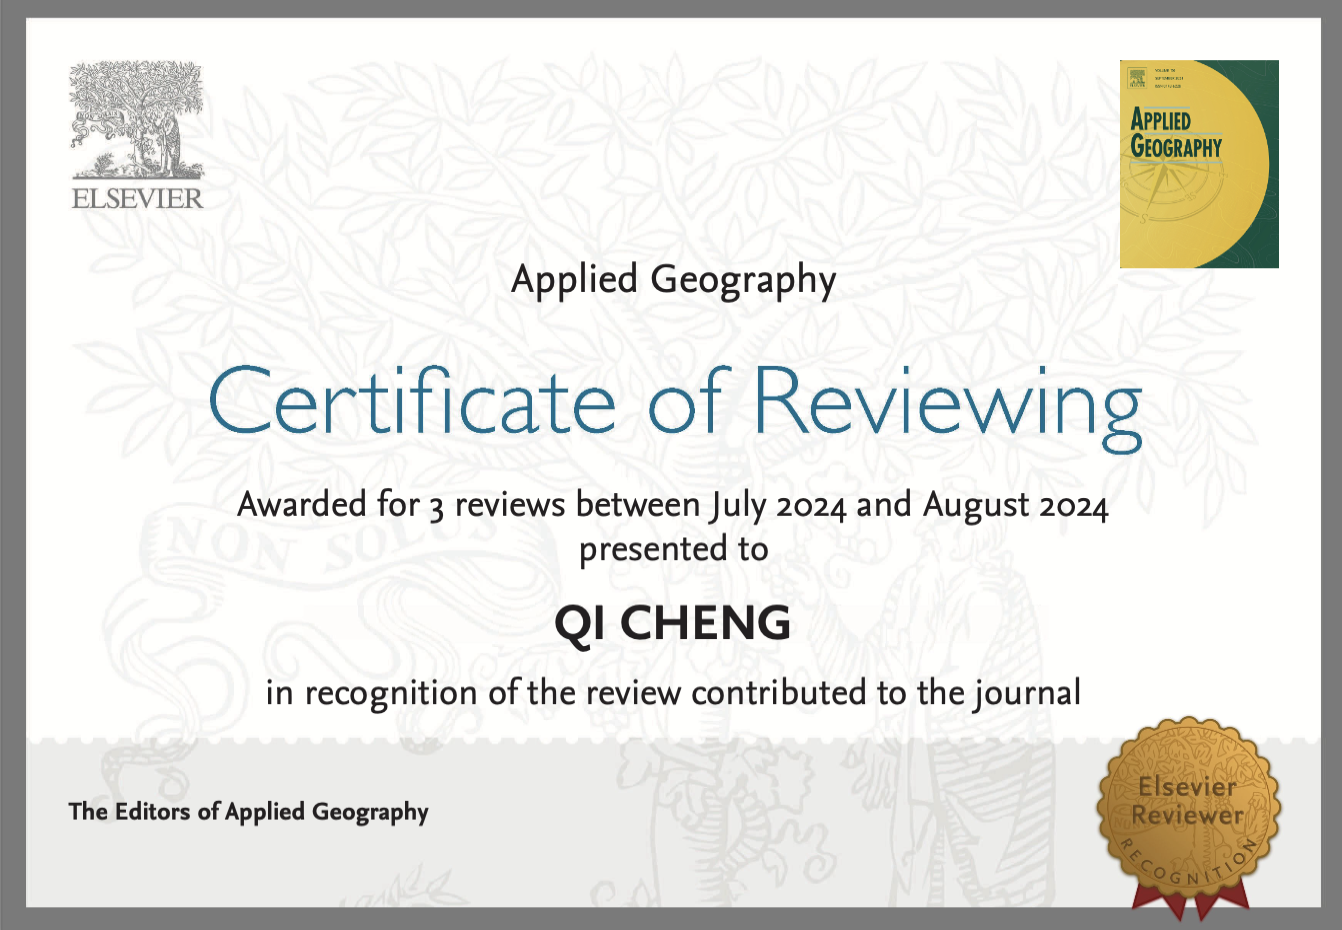 ELSEVIER
APPLIED
GEOGRAPHY
Applied Geography
Certificate of Reviewing
Awarded for 3 reviews between July 2024 and August 2024
presented to
QI CHENG
in recognition of the review contributed to the journal
NON SOLUS
The Editors of Applied Geography
Elsevier
Reviewer
RECOGNITION